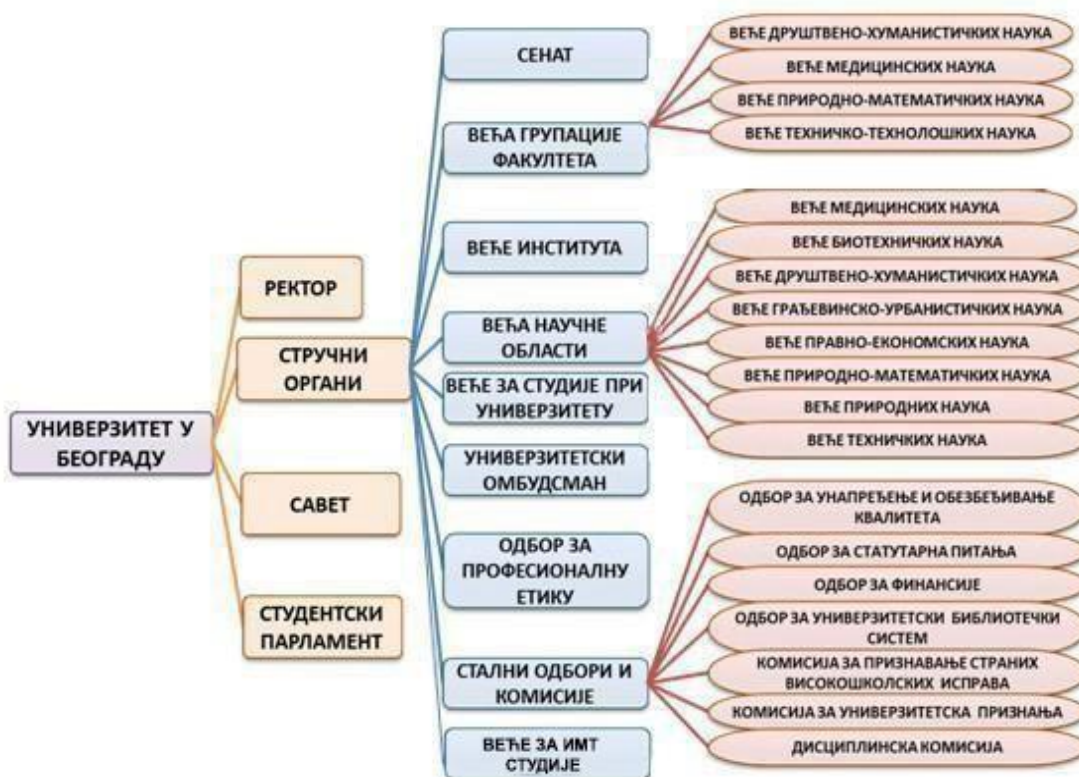 УНИВЕРЗИТЕТ У
БЕОГРАДУ
РЕКТОР
СТРУЧНИ
ОРГАНИ
САВЕТ
СТУДЕНТСКИ
ПАРЛАМЕНТ
СЕНАТ
ВЕЋА ГРУПАЦИЈЕ
ФАКУЛТЕТА
ВЕЋЕ ИНСТИТУТА
ВЕЋА НАУЧНЕ
ОБЛАСТИ
ВЕЋЕ ЗА СТУДИЈЕ ПРИ
УНИВЕРЗИТЕТУ
УНИВЕРЗИТЕТСКИ
ОМБУДСМАН
ОДБОР ЗА
ПРОФЕСИОНАЛНУ
ЕТИКУ
СТАЛНИ ОДБОРИ И
КОМИСИЈЕ
ВЕЋЕ ЗА ИМТ
СТУДИЈЕ
ВЕЋЕ ДРУШТВЕНО-ХУМАНИСТИЧКИХ НАУКА
ВЕЋЕ МЕДИЦИНСКИХ НАУКА
ВЕЋЕ ПРИРОДНО-МАТЕМАТИЧКИХ НАУКА
ВЕЋЕ ТЕХНИЧКО-ТЕХНОЛОШКИХ НАУКА
ВЕЋЕ МЕДИЦИНСКИХ НАУКА
ВЕЋЕ БИОТЕХНИЧКИХ НАУКА
ВЕЋЕ ДРУШТВЕНО-ХУМАНИСТИЧКИХ НАУКА
ВЕЋЕ ГРАЂЕВИНСКО-УРБАНИСТИЧКИХ НАУКА
ВЕЋЕ ПРАВНО-ЕКОНОМСКИХ НАУКА
ВЕЋЕ ПРИРОДНО-МАТЕМАТИЧКИХ НАУКА
ВЕЋЕ ПРИРОДНИХ НАУКА
ВЕЋЕ ТЕХНИЧКИХ НАУКА
ОДБОР ЗА УНАПРЕЂЕЊЕ И ОБЕЗБЕЂИВАЊЕ
КВАЛИТЕТА
ОДБОР ЗА СТАТУТАРНА ПИТАЊА
ОДБОР ЗА ФИНАНСИЈЕ
ОДБОР ЗА УНИВЕРЗИТЕТСКИ БИБЛИОТЕЧКИ
СИСТЕМ
КОМИСИЈА ЗА ПРИЗНАВАЊЕ СТРАНИХ
ВИСОКОШКОЛСКИХ ИСПРАВА
КОМИСИЈА ЗА УНИВЕРЗИТЕТСКА ПРИЗНАЊА
ДИСЦИПЛИНСКА КОМИСИЈА